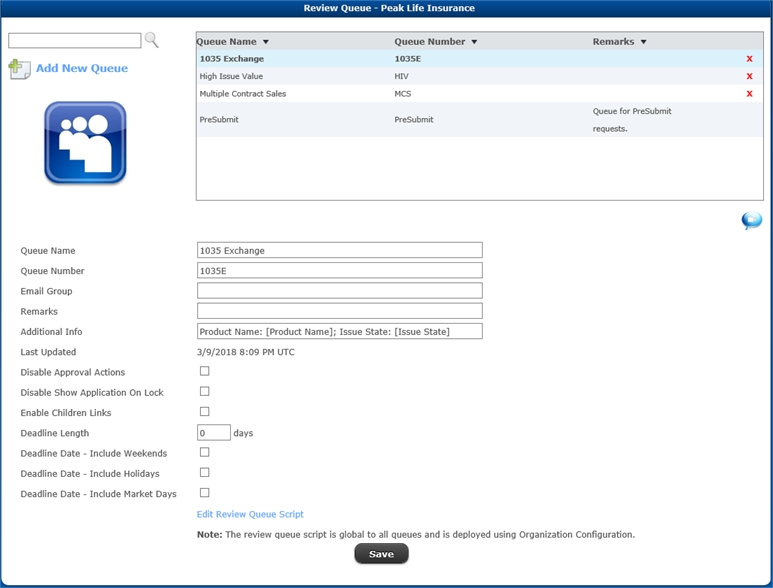 Review Queue - Peak Life Insurance
Add New Queue
Queue Name ▼ Queue Number ▼ Remarks ▼
1035 Exchange 1035E X
High Issue Value HIV X
Multiple Contract Sales MCS X
PreSubmit PreSubmit Queue for PreSubmit
requests.
Queue Name 1035 Exchange
Queue Number 1035E
Email Group
Remarks
Additional Info Product Name: [Product Name]; Issue State: [Issue State]
Last Updated 3/9/2018 8:09 PM UTC
Disable Approval Actions
Disable Show Application On Lock
Enable Children Links
Deadline Length 0 days
Deadline Date - Include Weekends
Deadline Date - Include Holidays
Deadline Date - Include Market Days
Edit Review Queue Script
Note: The review queue script is global to all queues and is deployed using Organization Configuration.
Save